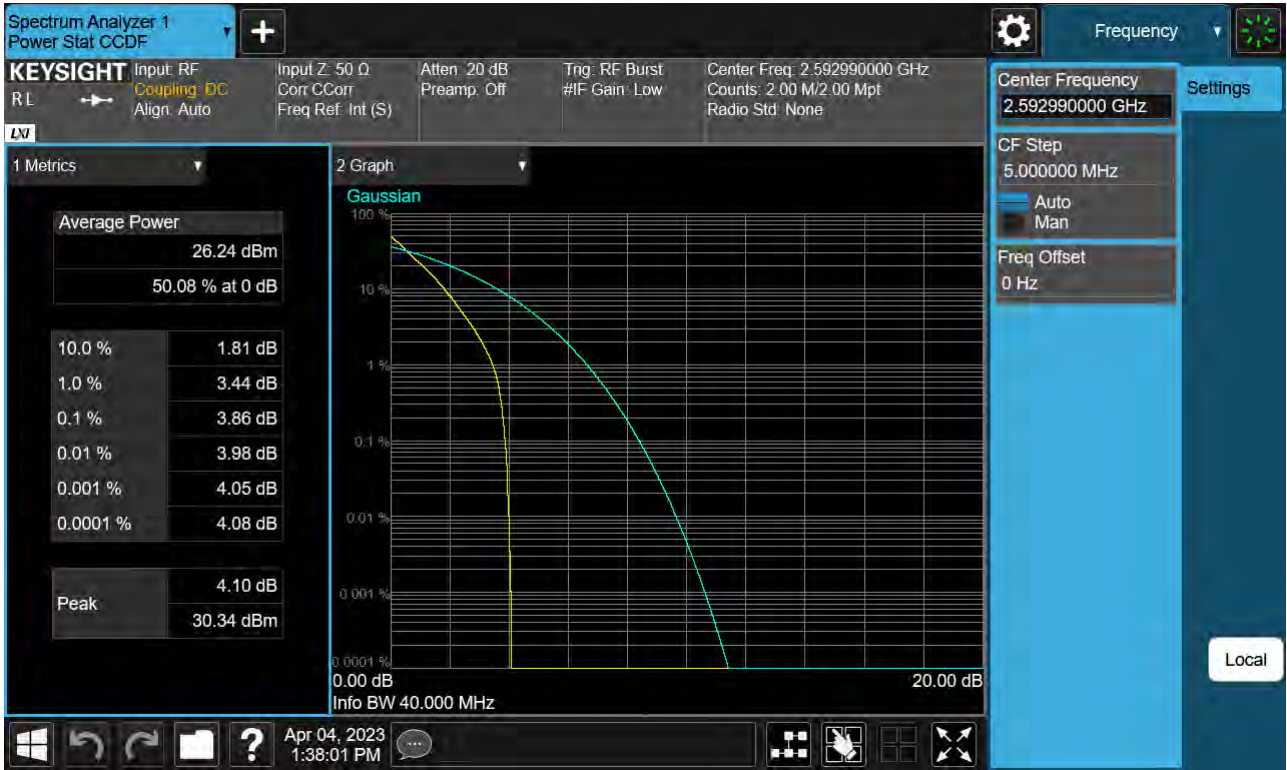 Spectrum Analyzer 1
Power Stat CCDF
+
Frequency
KEYSIGHT
RL
LXI
Input: RF
Coupling: DC
Align: Auto
Input Z: 50 Ω
Corr CCorr
Freq Ref: Int (S)
Atten: 20 dB
Preamp: Off
Trig: RF Burst
#IF Gain: Low
Center Freq: 2.592990000 GHz
Counts: 2.00 M/2.00 Mpt
Radio Std: None
Center Frequency
2.592990000 GHz
Settings
CF Step
5.000000 MHz
Auto
Man
Freq Offset
0 Hz
1 Metrics
Average Power
26.24 dBm
50.08 % at 0 dB
10.0 % 1.81 dB
1.0 % 3.44 dB
0.1 % 3.86 dB
0.01 % 3.98 dB
0.001 % 4.05 dB
0.0001 % 4.08 dB
Peak
4.10 dB
30.34 dBm
2 Graph
Gaussian
100 %
10 %
1 %
0.1 %
0.01 %
0.001 %
0.0001 %
0.00 dB 20.00 dB
Info BW 40.000 MHz
Local
?
Apr 04, 2023
1:38:01 PM